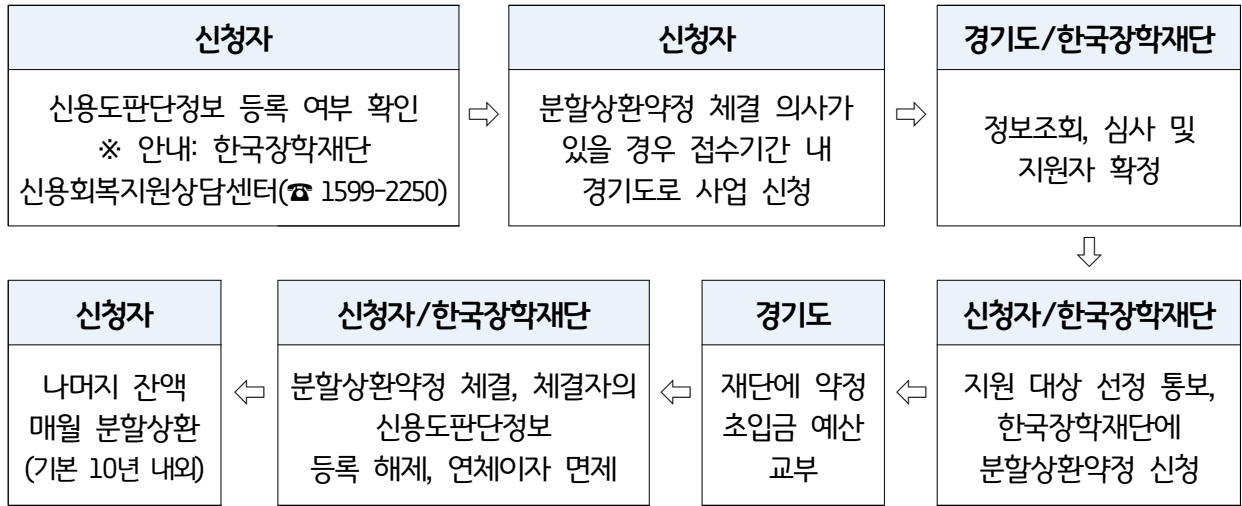 신청자
신용도판단정보 등록 여부 확인
※ 안내: 한국장학재단
신용회복지원상담센터(☎ 1599-2250)
⇨
신청자
분할상환약정 체결 의사가
있을 경우 접수기간 내
경기도로 사업 신청
⇨
경기도/한국장학재단
정보조회, 심사 및
지원자 확정
⇩
신청자/한국장학재단
지원 대상 선정 통보,
한국장학재단에
분할상환약정 신청
⇦
경기도
재단에 약정
초입금 예산
교부
⇦
신청자/한국장학재단
분할상환약정 체결, 체결자의
신용도판단정보
등록 해제, 연체이자 면제
⇦
신청자
나머지 잔액
매월 분할상환
(기본 10년 내외)